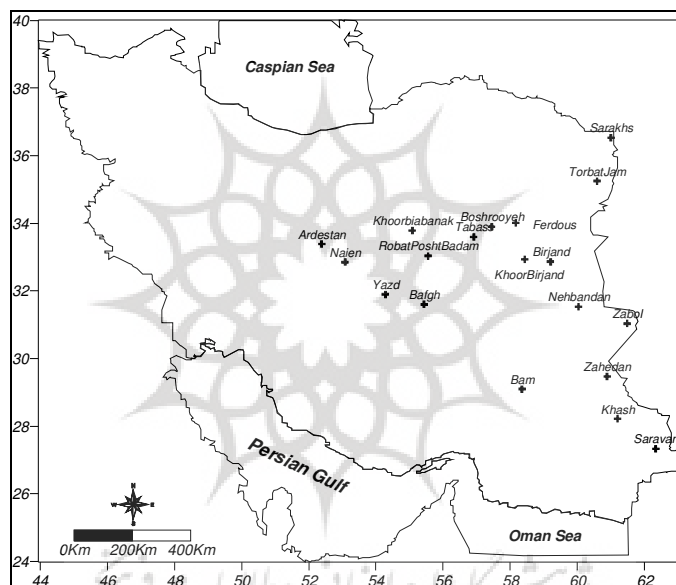 40
38
36
34
32
30
28
26
24
Caspian Sea
Sarakhs
TorbatJam
Khoorbiabanak
Boshrooyeh
Tabass
Ferdous
Ardestan
Naien
RobatPoshtBadam
Birjand
KhoorBirjand
Yazd
Bafgh
Nehbandan
Zabol
Bam
Zahedan
Khash
Saravan
Persian Gulf
Oman Sea
N
W E
S
0Km 200Km 400Km
44 46 48 50 52 54 56 58 60 62